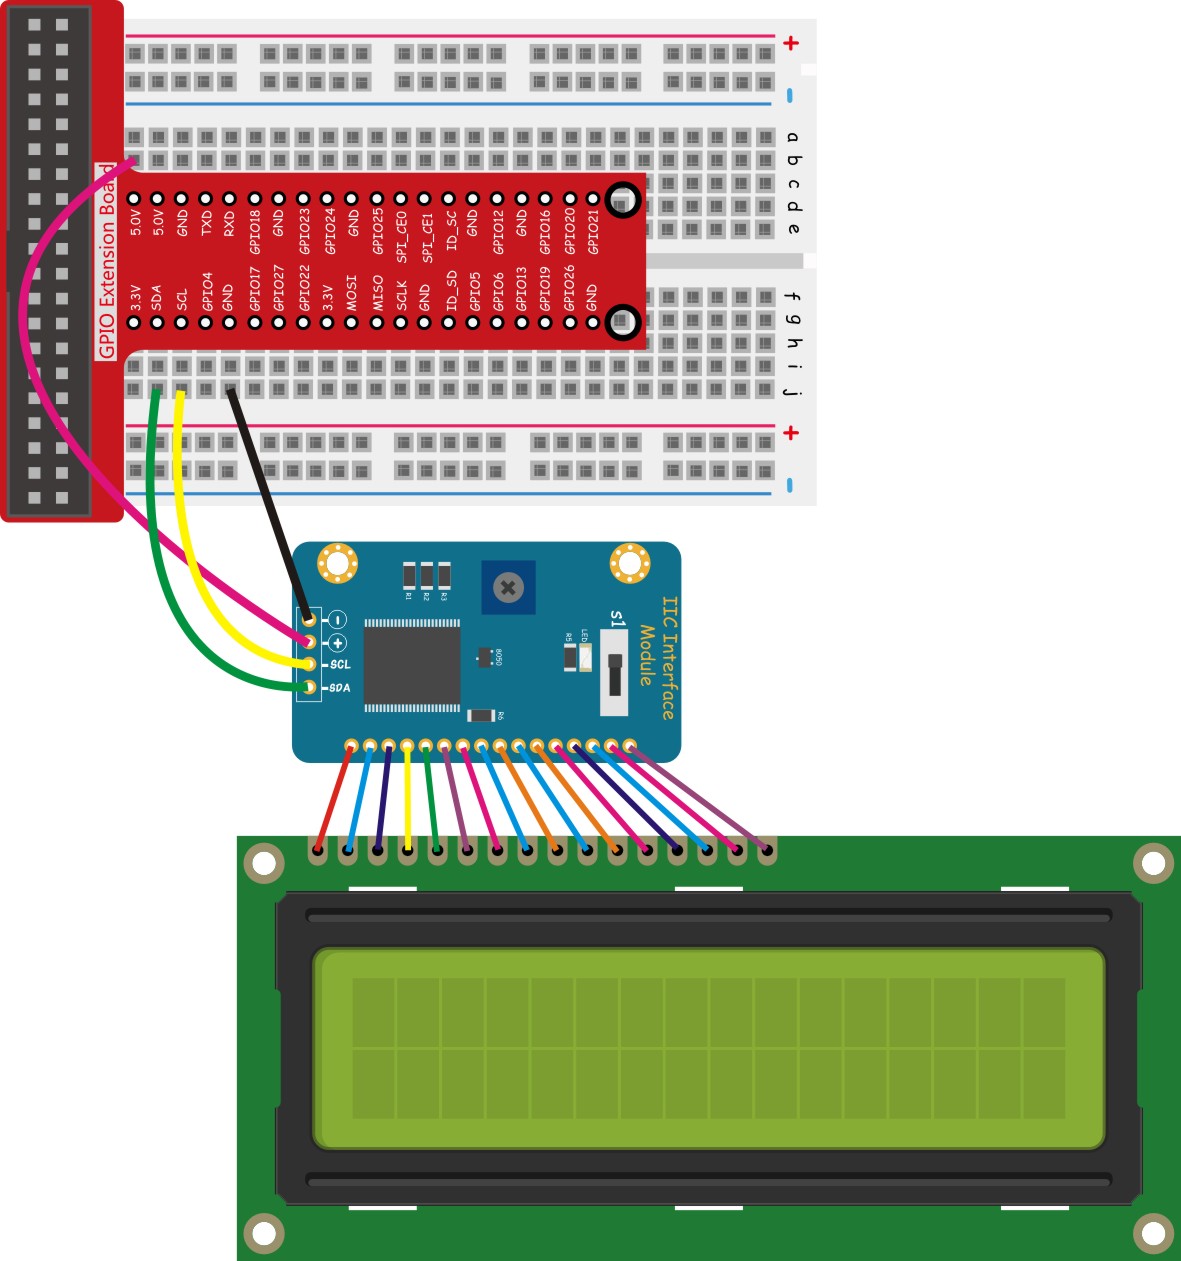 +
-
a
b
c
d
e
GPIO Extension Board
5.0V 5.0V GND TXD RXD GPIO18 GND GPIO23 GPIO24 GND GPIO25 SPI_CE0 SPI_CE1 ID_SC GND GPIO12 GND GPIO16 GPIO20 GPIO21
3.3V SDA SCL GPIO4 GND GPIO17 GPIO27 GPIO22 3.3V MOSI MISO SCLK GND ID_SD GPIO5 GPIO6 GPIO13 GPIO19 GPIO26 GND
f
g
h
i
j
+
-
R1 R2 R3
-
+
SCL
SDA
8050
R6
R5
LED
S1
IIC Interface
Module